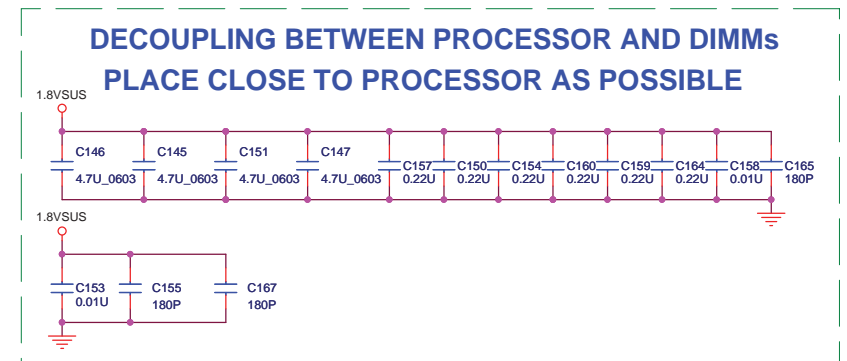 DECOUPLING BETWEEN PROCESSOR AND DIMMs
PLACE CLOSE TO PROCESSOR AS POSSIBLE
1.8VSUS
C146
4.7U_0603
C145
4.7U_0603
C151
4.7U_0603
C147
4.7U_0603
C157
0.22U
C150
0.22U
C154
0.22U
C160
0.22U
C159
0.22U
C164
0.22U
C158
0.01U
C165
180P
1.8VSUS
C153
0.01U
C155
180P
C167
180P